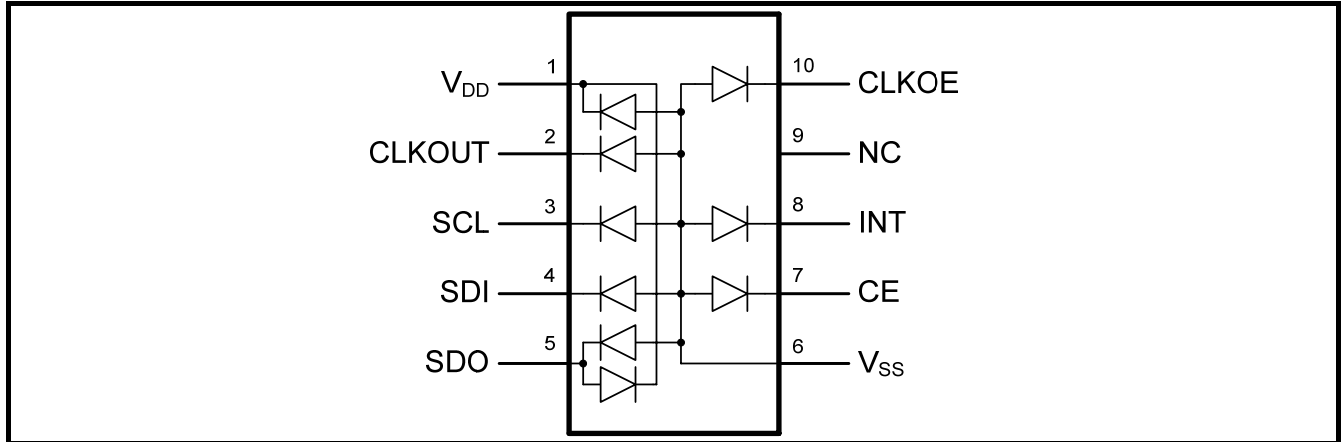 V_DD 1 10 CLKOE
CLKOUT 2 9 NC
SCL 3 8 INT
SDI 4 7 CE
SDO 5 6 V_SS